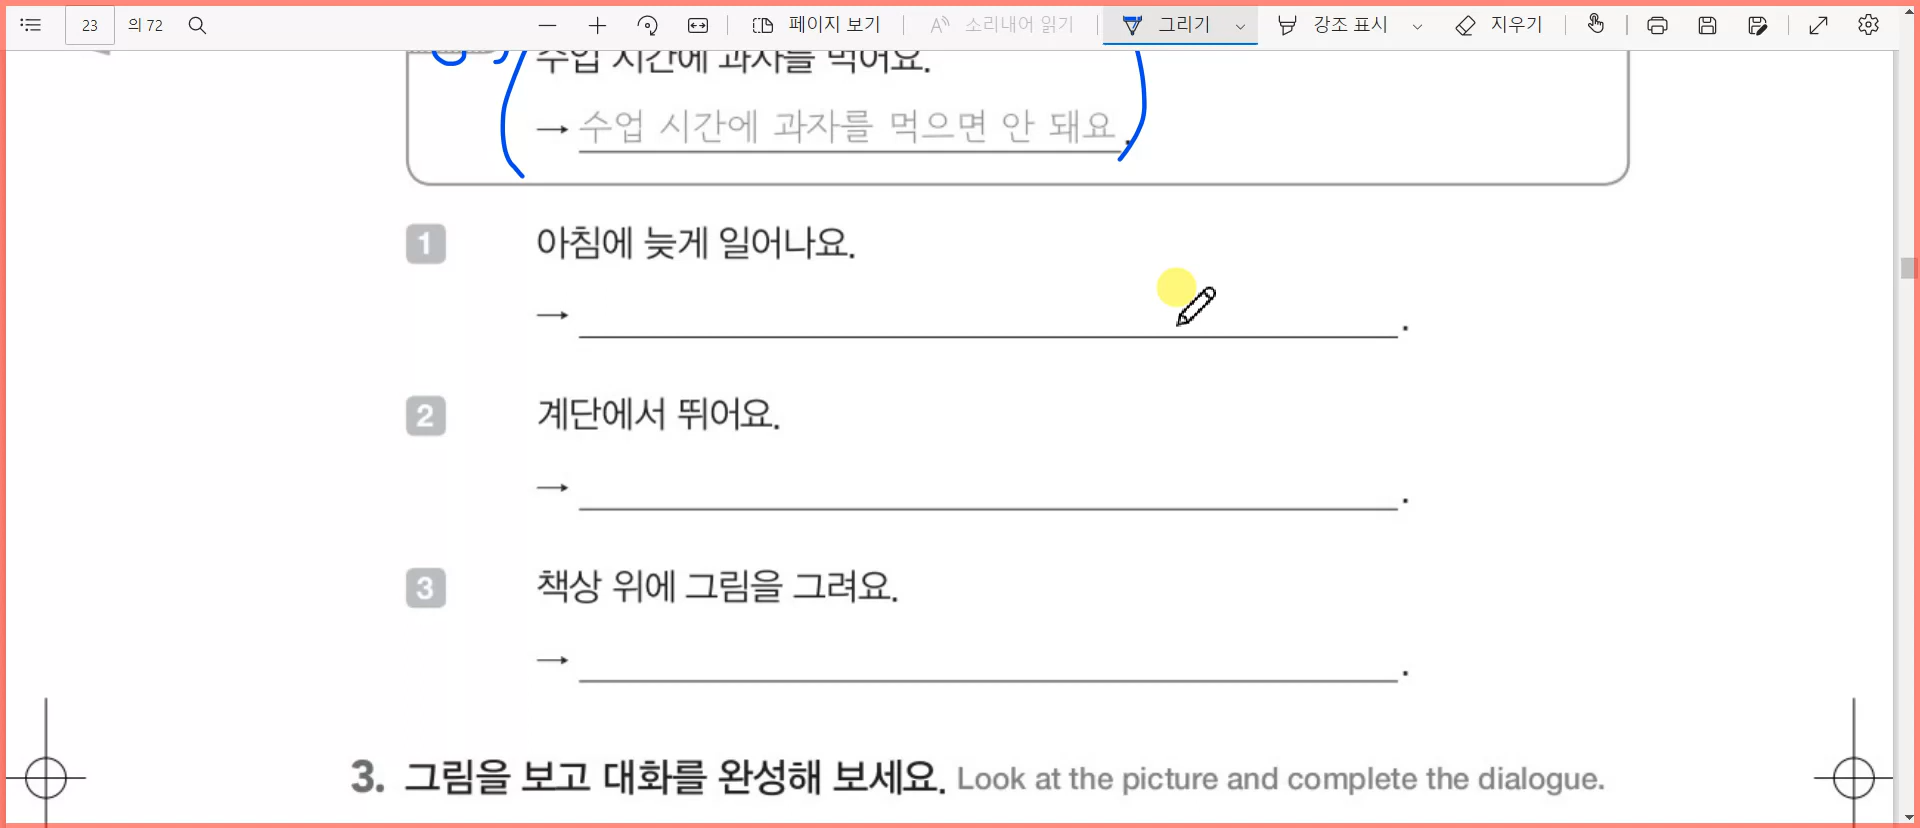 23 의 72 페이지 보기 소리내어 읽기 그리기 강조 표시 지우기
수업 시간에 과자를 먹어요.
→ 수업 시간에 과자를 먹으면 안 돼요.
1 아침에 늦게 일어나요.
→ .
2 계단에서 뛰어요.
→ .
3 책상 위에 그림을 그려요.
→ .
3. 그림을 보고 대화를 완성해 보세요. Look at the picture and complete the dialogue.